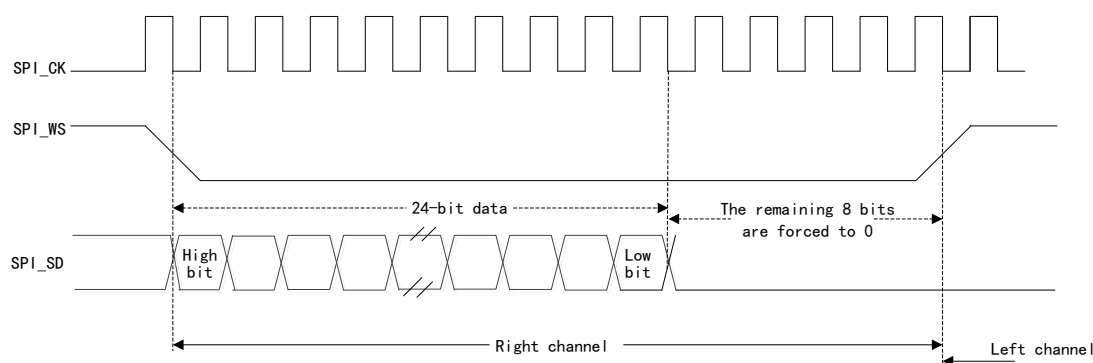 SPI_CK
SPI_WS
24-bit data
The remaining 8 bits
are forced to 0
SPI_SD
High
bit
Low
bit
Right channel
Left channel